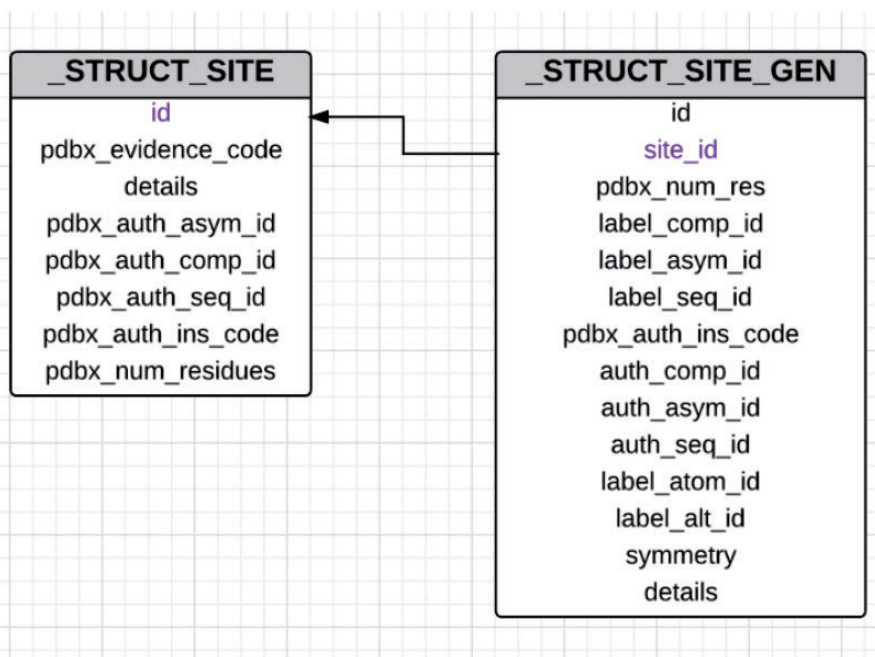 _STRUCT_SITE
id
pdbx_evidence_code
details
pdbx_auth_asym_id
pdbx_auth_comp_id
pdbx_auth_seq_id
pdbx_auth_ins_code
pdbx_num_residues
_STRUCT_SITE_GEN
id
site_id
pdbx_num_res
label_comp_id
label_asym_id
label_seq_id
pdbx_auth_ins_code
auth_comp_id
auth_asym_id
auth_seq_id
label_atom_id
label_alt_id
symmetry
details